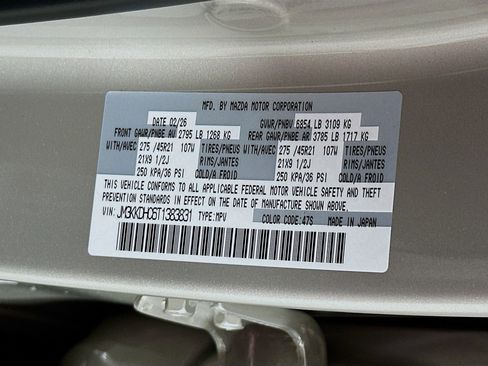 MFD. BY MAZDA MOTOR CORPORATION
DATE 02/26 GVWR/PNBV 6854 LB 3109 KG
FRONT GAWR/PNBE AV 2795 LB 1268 KG REAR GAWR/PNBE AR 3785 LB 1717 KG
WITH/AVEC 275 /45R21 107W TIRES/PNEUS WITH/AVEC 275 /45R21 107W TIRES/PNEUS
21X9 1/2J RIMS/JANTES 21X9 1/2J RIMS/JANTES
250 KPA/36 PSI COLD/A FROID 250 KPA/36 PSI COLD/A FROID
THIS VEHICLE CONFORMS TO ALL APPLICABLE FEDERAL MOTOR VEHICLE SAFETY AND THEFT
PREVENTION STANDARDS IN EFFECT ON THE DATE OF MANUFACTURE SHOWN ABOVE.
VIN: JM3KKDHC6T1383831 TYPE:MPV COLOR CODE:47S MADE IN JAPAN